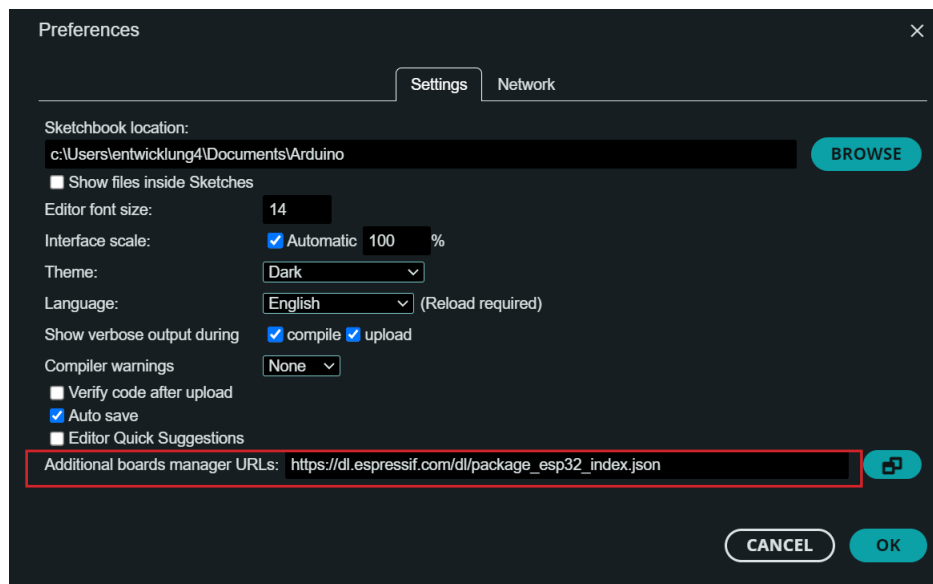 Preferences
Settings Network
Sketchbook location:
c:\Users\entwicklung4\Documents\Arduino BROWSE
Show files inside Sketches
Editor font size: 14
Interface scale: Automatic 100 %
Theme: Dark
Language: English (Reload required)
Show verbose output during compile upload
Compiler warnings None
Verify code after upload
Auto save
Editor Quick Suggestions
Additional boards manager URLs: https://dl.espressif.com/dl/package_esp32_index.json
CANCEL OK